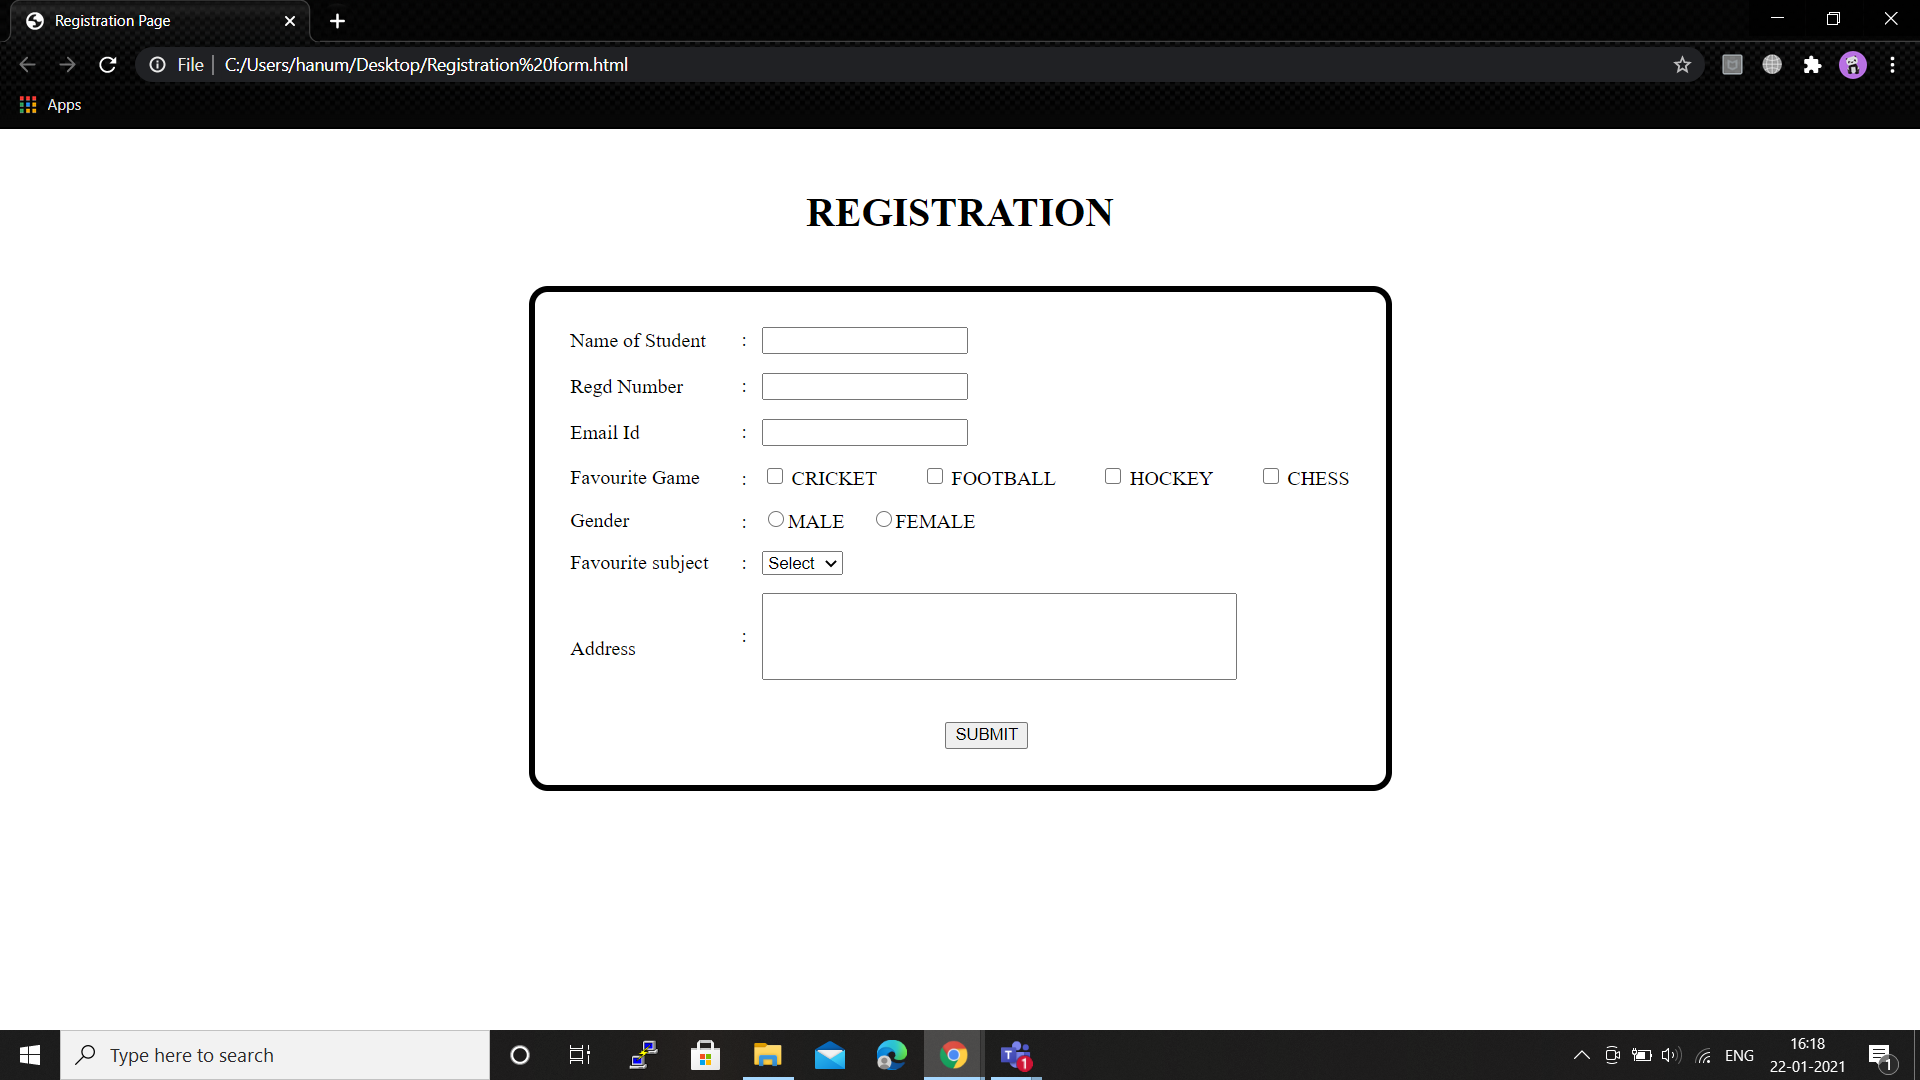 Registration Page
File
C:/Users/hanum/Desktop/Registration%20form.html
Apps
REGISTRATION
Name of Student :
Regd Number :
Email Id :
Favourite Game : CRICKET FOOTBALL HOCKEY CHESS
Gender : MALE FEMALE
Favourite subject : Select
Address :
SUBMIT
Type here to search
T 1
ENG
16:18
22-01-2021
1